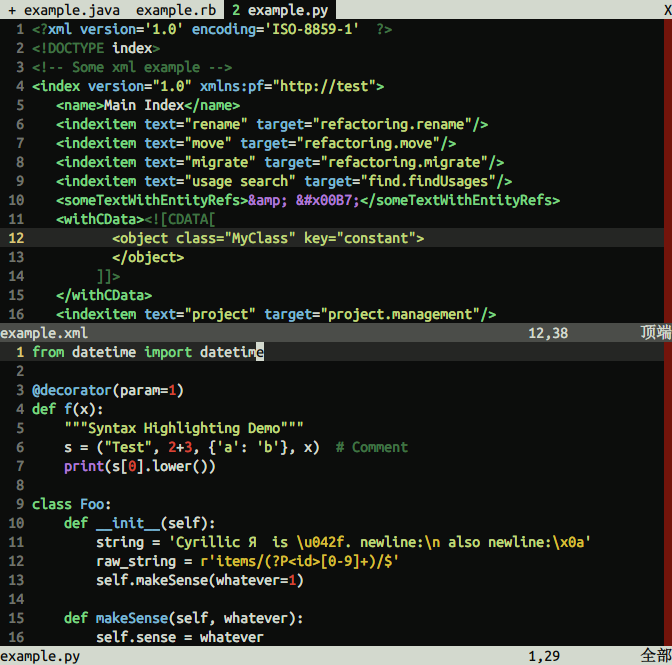 + example.java  example.rb  2 example.py X
1 <?xml version='1.0' encoding='ISO-8859-1'  ?>
2 <!DOCTYPE index>
3 <!-- Some xml example -->
4 <index version="1.0" xmlns:pf="http://test">
5    <name>Main Index</name>
6    <indexitem text="rename" target="refactoring.rename"/>
7    <indexitem text="move" target="refactoring.move"/>
8    <indexitem text="migrate" target="refactoring.migrate"/>
9    <indexitem text="usage search" target="find.findUsages"/>
10    <someTextWithEntityRefs>&amp; &#x00B7;</someTextWithEntityRefs>
11    <withCData><![CDATA[
12           <object class="MyClass" key="constant">
13           </object>
14         ]]>
15    </withCData>
16    <indexitem text="project" target="project.management"/>
example.xml 12,38 顶端
1 from datetime import datetime
2
3 @decorator(param=1)
4 def f(x):
5     """Syntax Highlighting Demo"""
6     s = ("Test", 2+3, {'a': 'b'}, x)  # Comment
7     print(s[0].lower())
8
9 class Foo:
10     def __init__(self):
11         string = 'Cyrillic Я  is \u042f. newline:\n also newline:\x0a'
12         raw_string = r'items/(?P<id>[0-9]+)/$'
13         self.makeSense(whatever=1)
14
15     def makeSense(self, whatever):
16         self.sense = whatever
example.py 1,29 全部